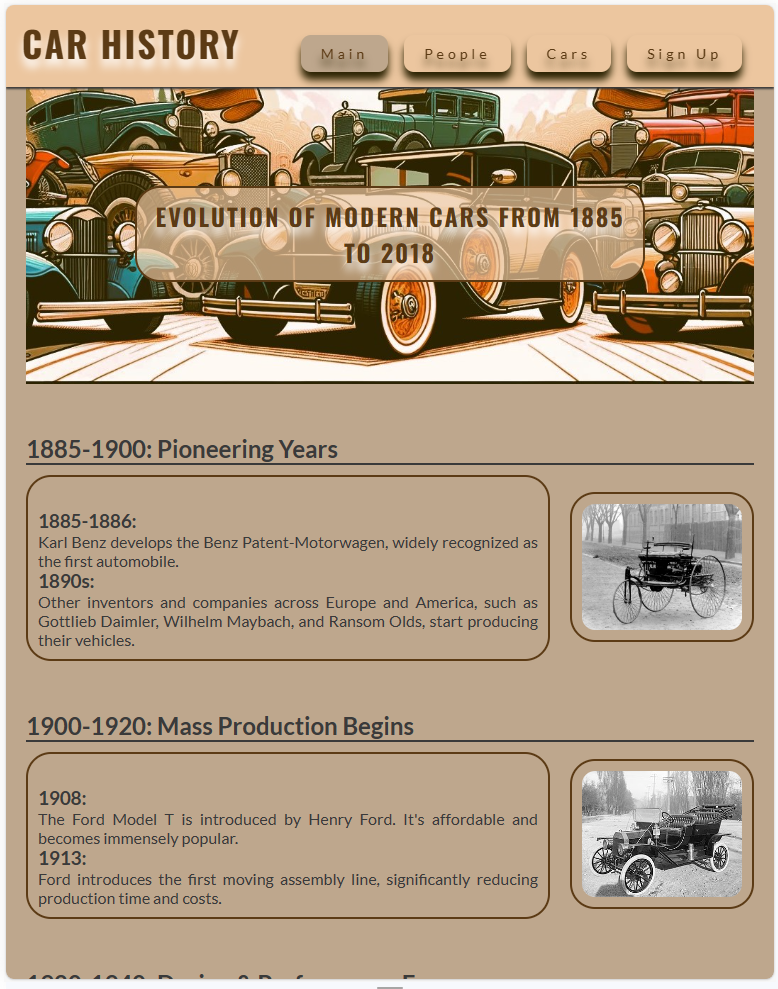 CAR HISTORY
Main
People
Cars
Sign Up
EVOLUTION OF MODERN CARS FROM 1885
TO 2018
1885-1900: Pioneering Years
1885-1886:
Karl Benz develops the Benz Patent-Motorwagen, widely recognized as
the first automobile.
1890s:
Other inventors and companies across Europe and America, such as
Gottlieb Daimler, Wilhelm Maybach, and Ransom Olds, start producing
their vehicles.
1900-1920: Mass Production Begins
1908:
The Ford Model T is introduced by Henry Ford. It's affordable and
becomes immensely popular.
1913:
Ford introduces the first moving assembly line, significantly reducing
production time and costs.